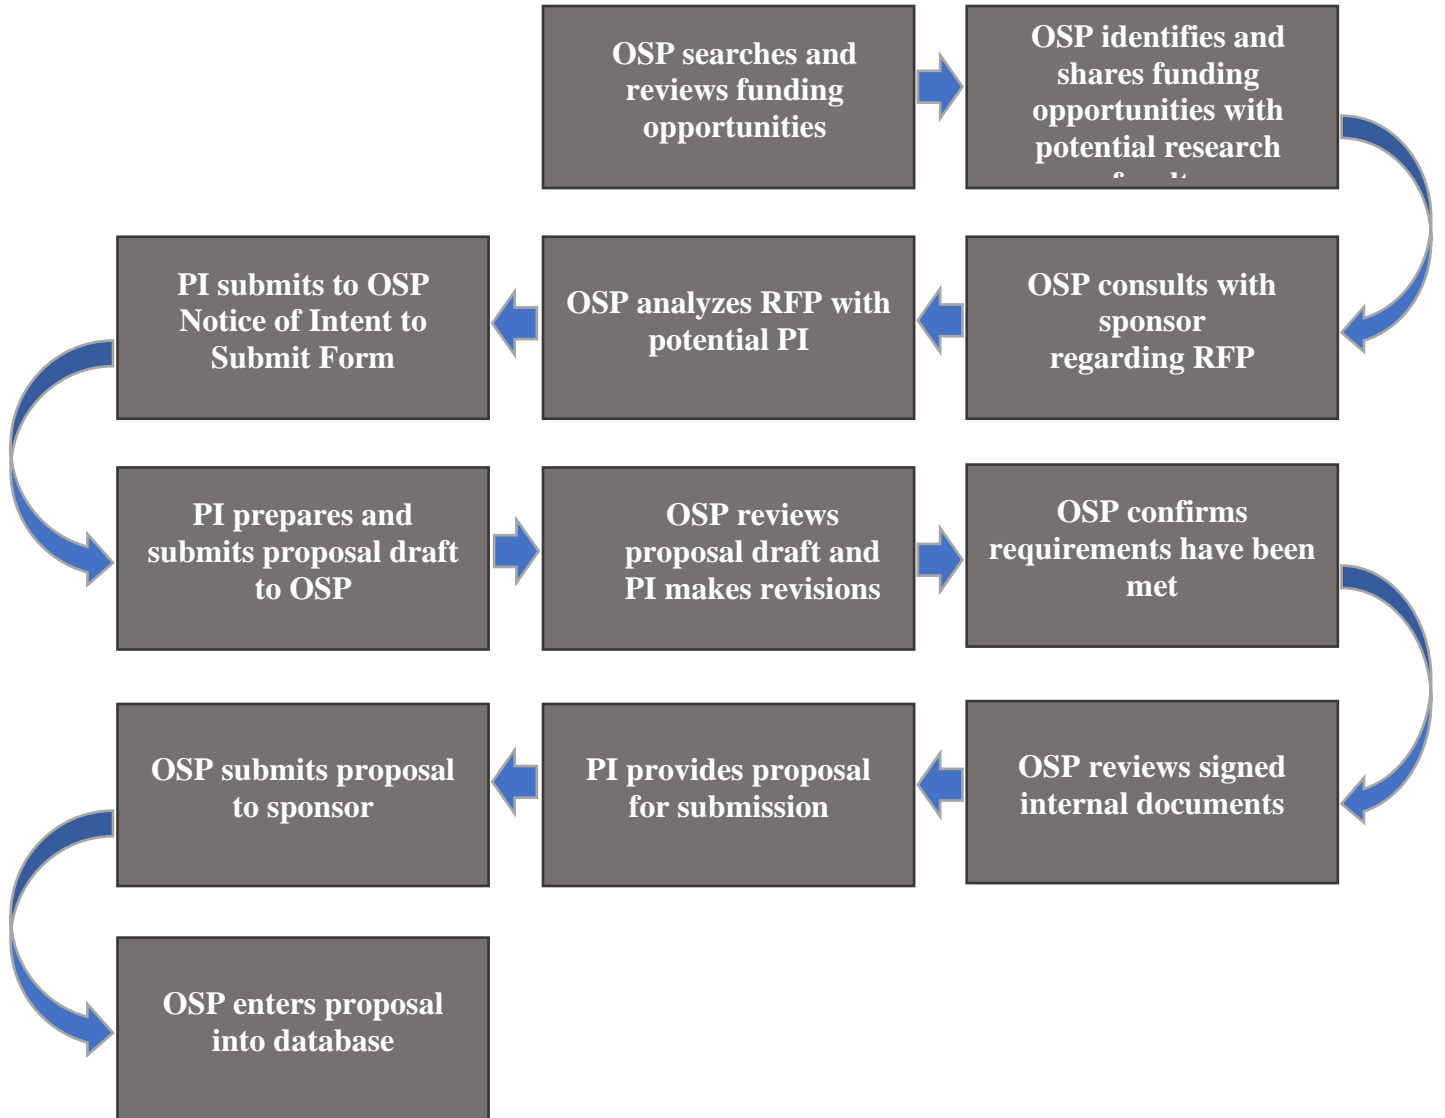 OSP searches and
reviews funding
opportunities
OSP identifies and
shares funding
opportunities with
potential research
OSP consults with
sponsor
regarding RFP
OSP analyzes RFP with
potential PI
PI submits to OSP
Notice of Intent to
Submit Form
PI prepares and
submits proposal draft
to OSP
OSP reviews
proposal draft and
PI makes revisions
OSP confirms
requirements have been
met
OSP reviews signed
internal documents
PI provides proposal
for submission
OSP submits proposal
to sponsor
OSP enters proposal
into database